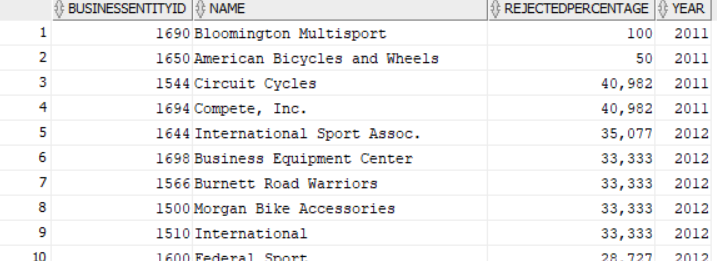 BUSINESSENTITYID NAME REJECTEDPERCENTAGE YEAR
1 1690 Bloomington Multisport 100 2011
2 1650 American Bicycles and Wheels 50 2011
3 1544 Circuit Cycles 40,982 2011
4 1694 Compete, Inc. 40,982 2011
5 1644 International Sport Assoc. 35,077 2012
6 1698 Business Equipment Center 33,333 2012
7 1566 Burnett Road Warriors 33,333 2012
8 1500 Morgan Bike Accessories 33,333 2012
9 1510 International 33,333 2012
10 1600 Federal Sport 28,727 2012